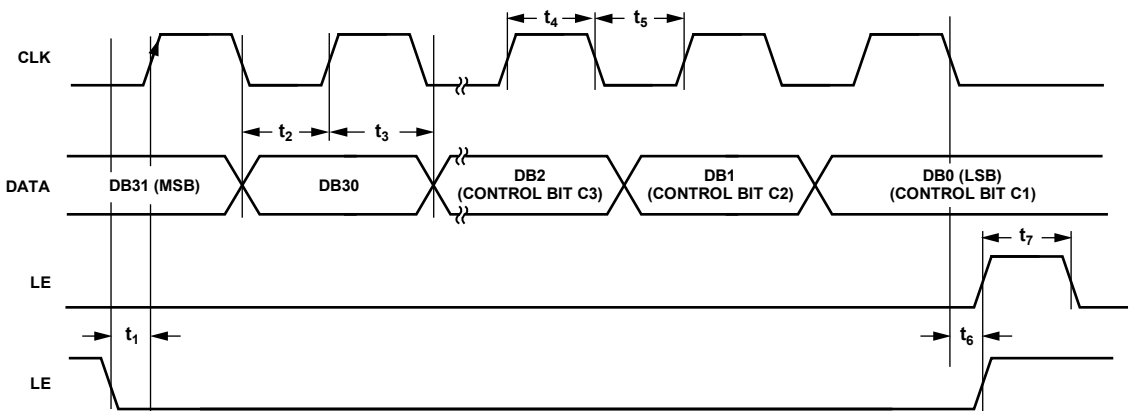 t4
t5
CLK
t2
t3
DATA
DB31 (MSB)
DB30
DB2
(CONTROL BIT C3)
DB1
(CONTROL BIT C2)
DB0 (LSB)
(CONTROL BIT C1)
t7
LE
t1
t6
LE